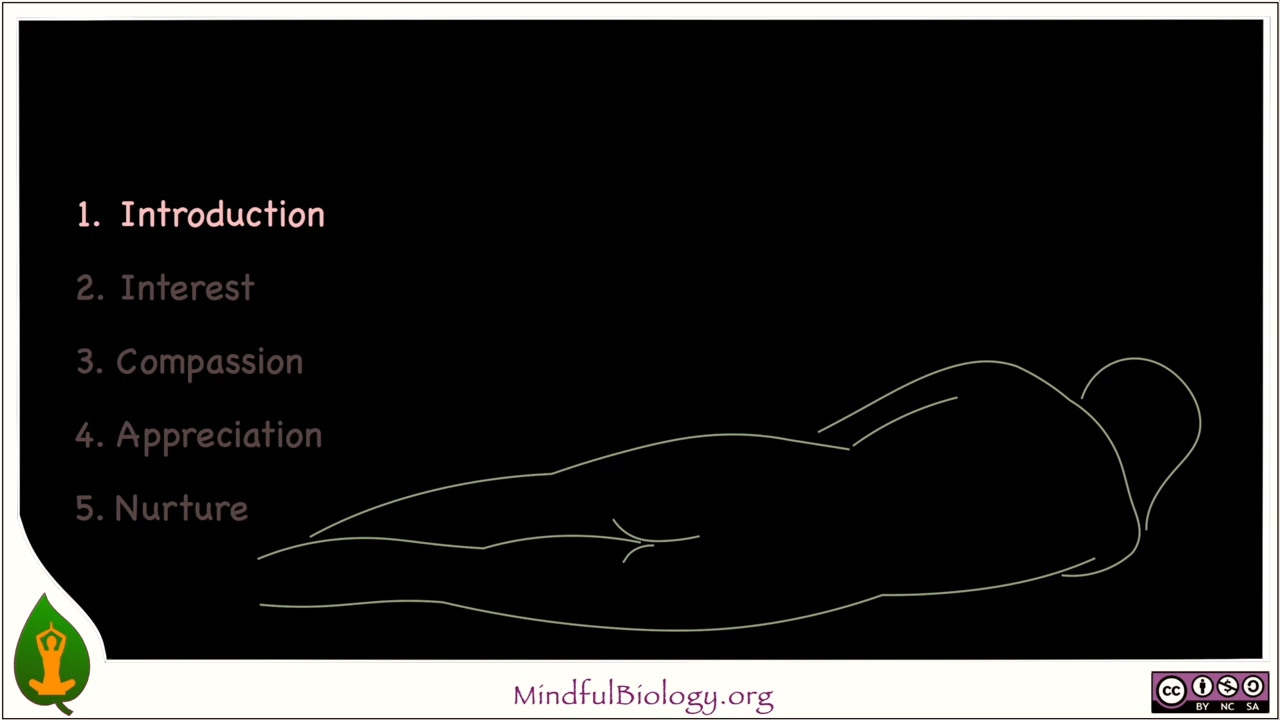 1. Introduction
2. Interest
3. Compassion
4. Appreciation
5. Nurture
MindfulBiology.org
cc
BY NC SA